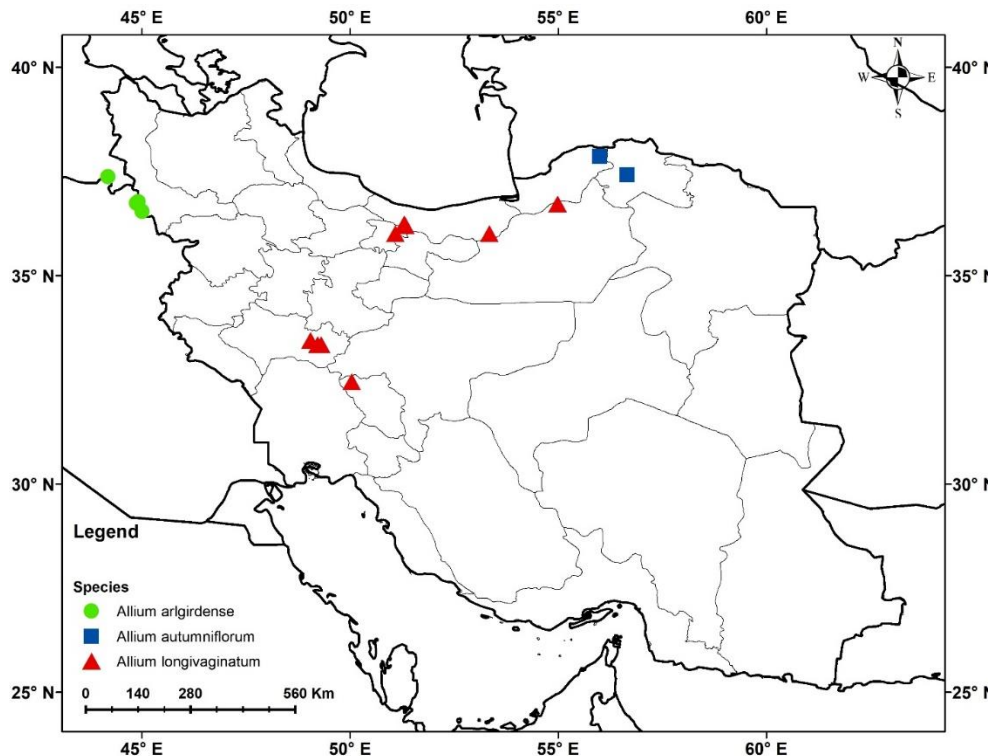 45° E 50° E 55° E 60° E
40° N 40° N
N
W E
S
35° N 35° N
30° N 30° N
Legend
Species
Allium arlgirdense
Allium autumniflorum
Allium longivaginatum
0 140 280 560 Km
25° N 25° N
45° E 50° E 55° E 60° E